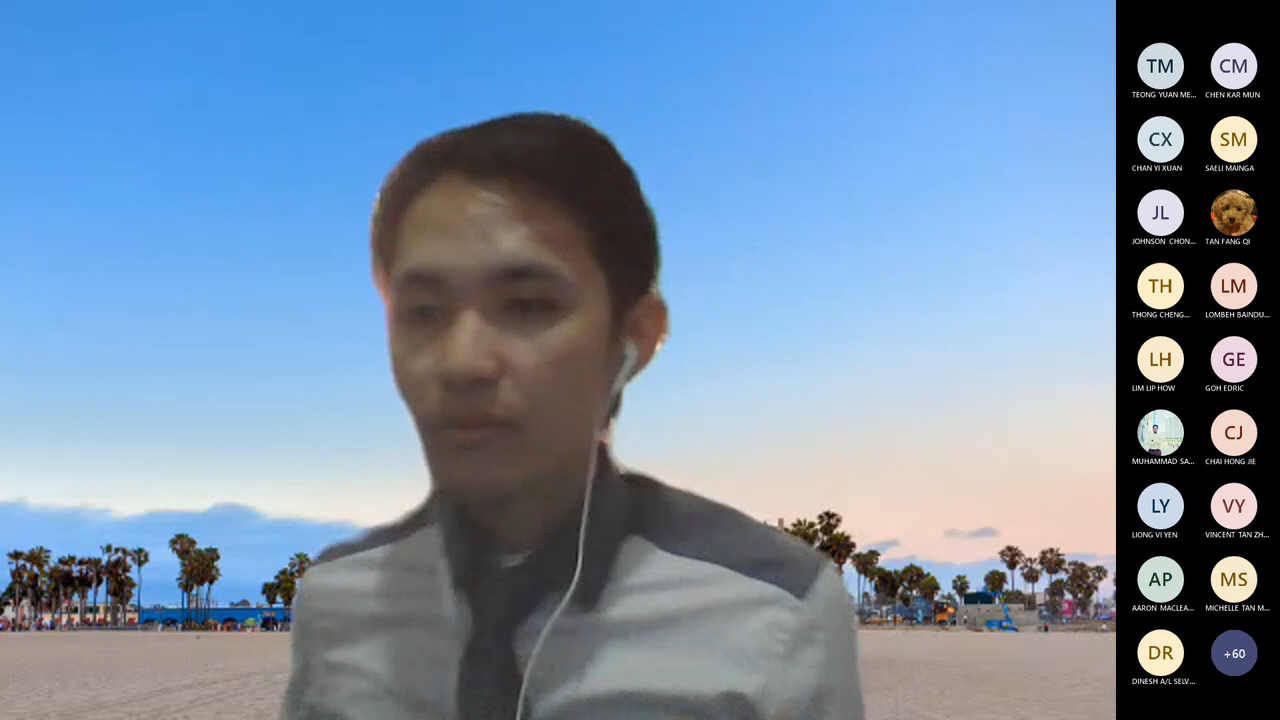 TM CM
TEONG YUAN ME... CHEN KAR MUN
CX SM
CHAN YI XUAN SAELI MAINGA
JL
JOHNSON CHON... TAN FANG QI
TH LM
THONG CHENG... LOMBEH BAINDU...
LH GE
LIM LIP HOW GOH EDRIC
CJ
MUHAMMAD SA... CHAI HONG JIE
LY VY
LIONG VI YEN VINCENT TAN ZH...
AP MS
AARON MACLEA... MICHELLE TAN M...
DR +60
DINESH A/L SELV...